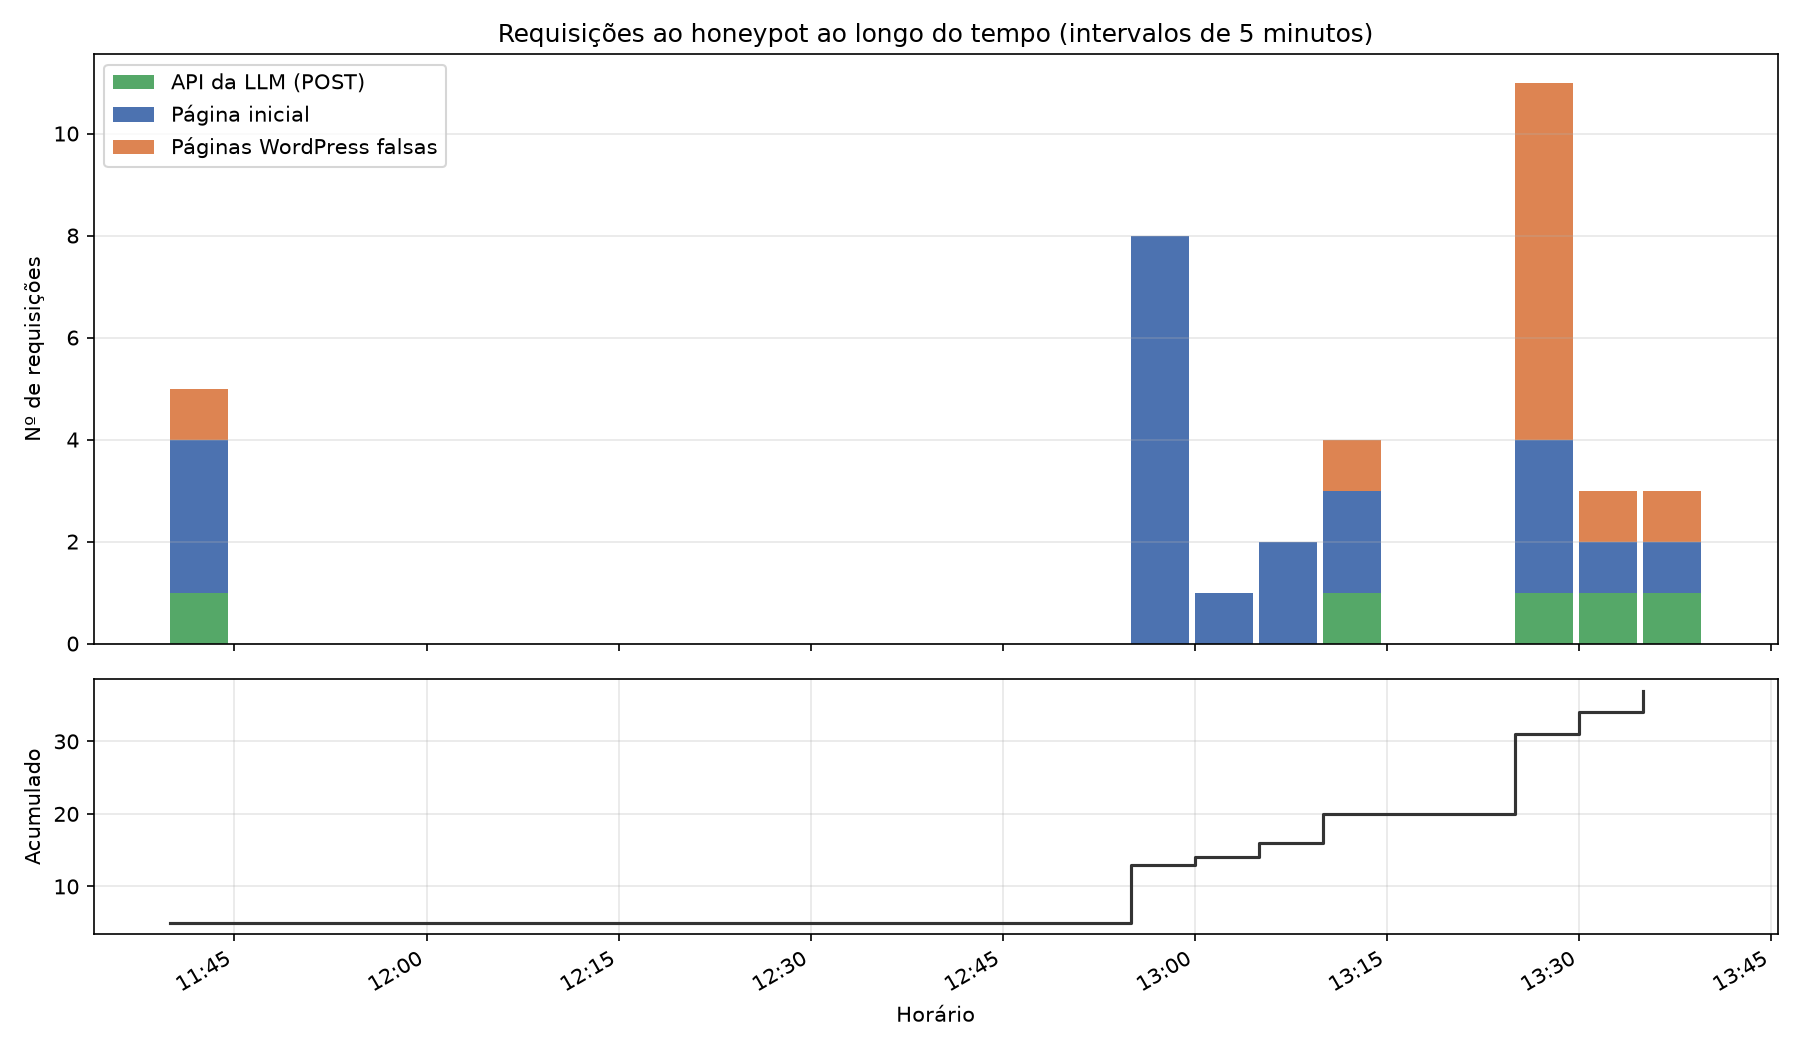 Requisições ao honeypot ao longo do tempo (intervalos de 5 minutos)
API da LLM (POST)
Página inicial
Páginas WordPress falsas
Nº de requisições
10
8
6
4
2
0
Acumulado
30
20
10
11:45
12:00
12:15
12:30
12:45
13:00
13:15
13:30
13:45
Horário